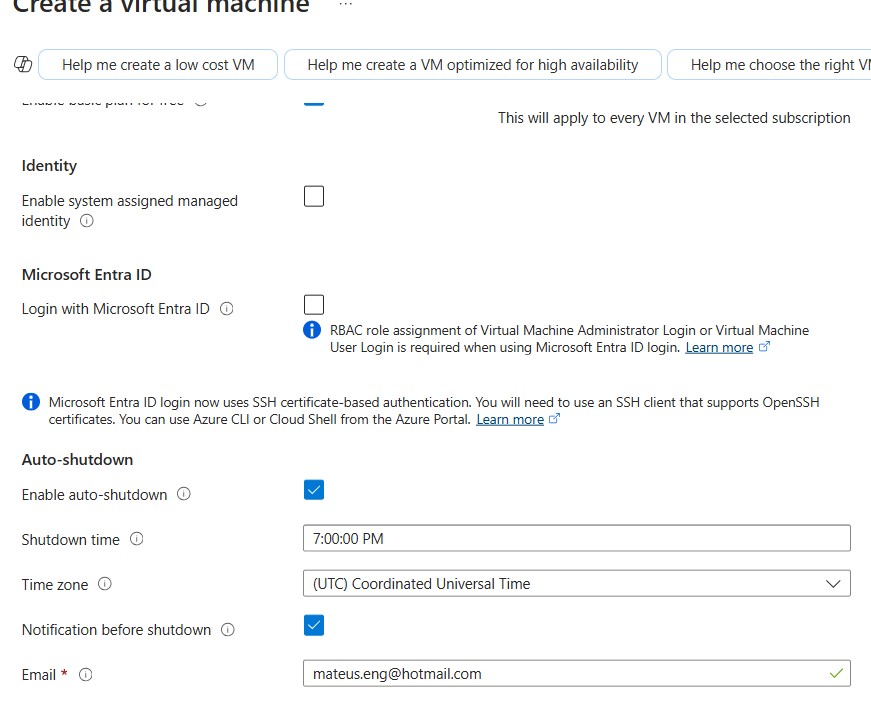 Create a virtual machine ...
Help me create a low cost VM
Help me create a VM optimized for high availability
Help me choose the right VM
Enable basic plan for free
This will apply to every VM in the selected subscription
Identity
Enable system assigned managed
identity
Microsoft Entra ID
Login with Microsoft Entra ID
RBAC role assignment of Virtual Machine Administrator Login or Virtual Machine
User Login is required when using Microsoft Entra ID login. Learn more
Microsoft Entra ID login now uses SSH certificate-based authentication. You will need to use an SSH client that supports OpenSSH
certificates. You can use Azure CLI or Cloud Shell from the Azure Portal. Learn more
Auto-shutdown
Enable auto-shutdown
Shutdown time
7:00:00 PM
Time zone
(UTC) Coordinated Universal Time
Notification before shutdown
Email *
mateus.eng@hotmail.com